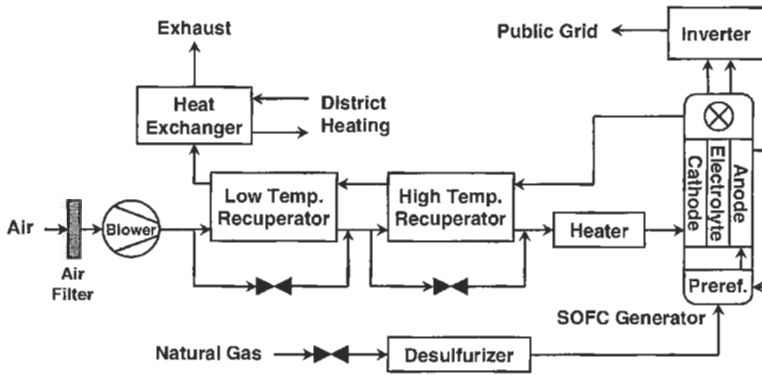 Exhaust
Public Grid
Inverter
Heat
Exchanger
District
Heating
Low Temp.
Recuperator
High Temp.
Recuperator
Cathode
Electrolyte
Anode
Air
Blower
Heater
Air
Filter
Preref.
SOFC Generator
Natural Gas
Desulfurizer